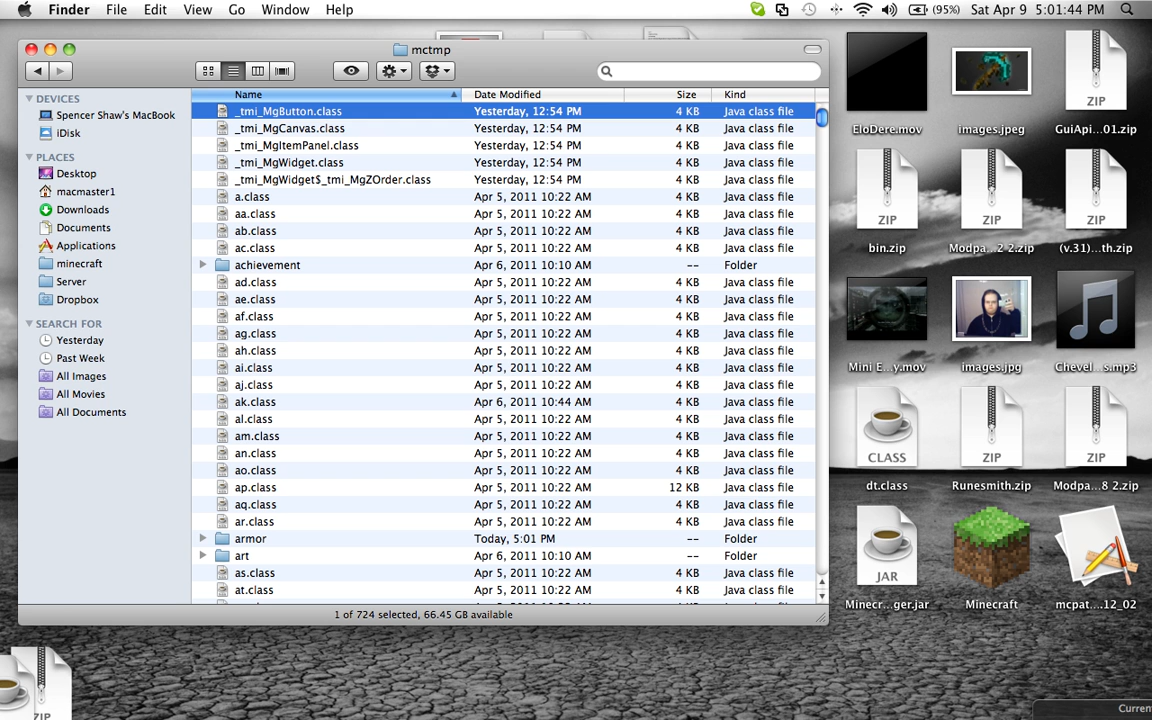 Finder File Edit View Go Window Help (95%) Sat Apr 9 5:01:44 PM
mctmp
Name Date Modified Size Kind
DEVICES
Spencer Shaw's MacBook
iDisk
PLACES
Desktop
macmaster1
Downloads
Documents
Applications
minecraft
Server
Dropbox
SEARCH FOR
Yesterday
Past Week
All Images
All Movies
All Documents
_tmi_MgButton.class Yesterday, 12:54 PM 4 KB Java class file
_tmi_MgCanvas.class Yesterday, 12:54 PM 4 KB Java class file
_tmi_MgItemPanel.class Yesterday, 12:54 PM 4 KB Java class file
_tmi_MgWidget.class Yesterday, 12:54 PM 4 KB Java class file
_tmi_MgWidget$_tmi_MgZOrder.class Yesterday, 12:54 PM 4 KB Java class file
a.class Apr 5, 2011 10:22 AM 4 KB Java class file
aa.class Apr 5, 2011 10:22 AM 4 KB Java class file
ab.class Apr 5, 2011 10:22 AM 4 KB Java class file
ac.class Apr 5, 2011 10:22 AM 4 KB Java class file
achievement Apr 6, 2011 10:10 AM -- Folder
ad.class Apr 5, 2011 10:22 AM 4 KB Java class file
ae.class Apr 5, 2011 10:22 AM 4 KB Java class file
af.class Apr 5, 2011 10:22 AM 4 KB Java class file
ag.class Apr 5, 2011 10:22 AM 4 KB Java class file
ah.class Apr 5, 2011 10:22 AM 4 KB Java class file
ai.class Apr 5, 2011 10:22 AM 4 KB Java class file
aj.class Apr 5, 2011 10:22 AM 4 KB Java class file
ak.class Apr 6, 2011 10:44 AM 4 KB Java class file
al.class Apr 5, 2011 10:22 AM 4 KB Java class file
am.class Apr 5, 2011 10:22 AM 4 KB Java class file
an.class Apr 5, 2011 10:22 AM 4 KB Java class file
ao.class Apr 5, 2011 10:22 AM 4 KB Java class file
ap.class Apr 5, 2011 10:22 AM 12 KB Java class file
aq.class Apr 5, 2011 10:22 AM 4 KB Java class file
ar.class Apr 5, 2011 10:22 AM 4 KB Java class file
armor Today, 5:01 PM -- Folder
art Apr 6, 2011 10:10 AM -- Folder
as.class Apr 5, 2011 10:22 AM 4 KB Java class file
at.class Apr 5, 2011 10:22 AM 4 KB Java class file
1 of 724 selected, 66.45 GB available
ZIP
EloDere.mov images.jpeg GuiApi...01.zip
ZIP ZIP ZIP
bin.zip Modpa...2 2.zip (v.31)...th.zip
Mini E...y.mov images.jpg Chevel...s.mp3
CLASS ZIP ZIP
dt.class Runesmith.zip Modpa...8 2.zip
JAR
Minecr...ger.jar Minecraft mcpat...12_02
ZIP
Curren